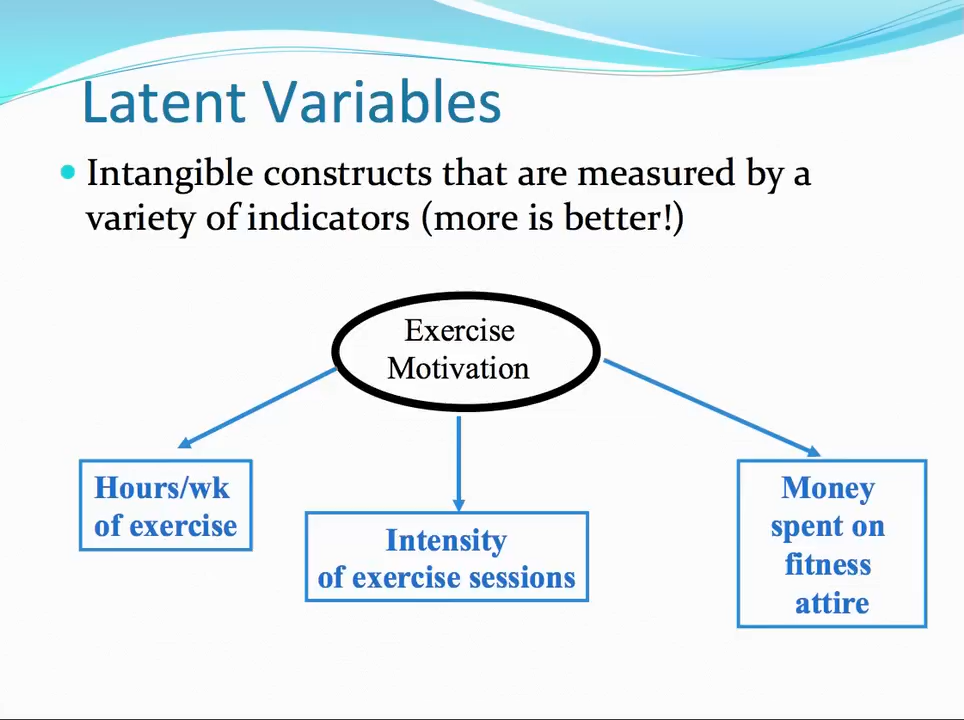 Latent Variables
Intangible constructs that are measured by a
variety of indicators (more is better!)
Exercise
Motivation
Hours/wk
of exercise
Intensity
of exercise sessions
Money
spent on
fitness
attire